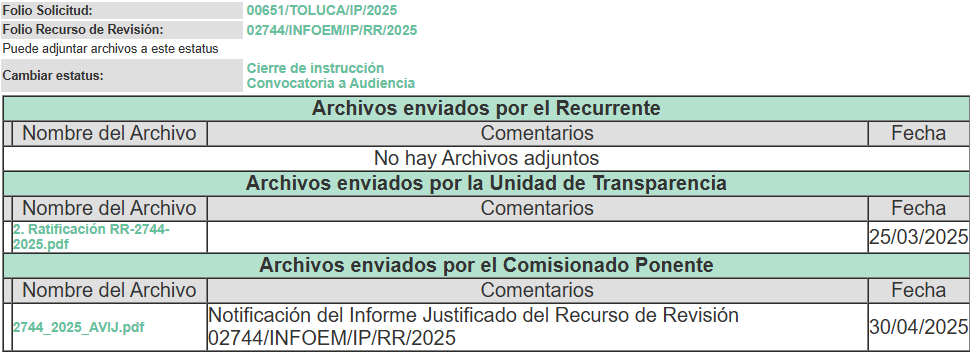 Folio Solicitud: 00651/TOLUCA/IP/2025
Folio Recurso de Revisión: 02744/INFOEM/IP/RR/2025
Puede adjuntar archivos a este estatus
Cambiar estatus: Cierre de instrucción
Convocatoria a Audiencia
Archivos enviados por el Recurrente
Nombre del Archivo Comentarios Fecha
No hay Archivos adjuntos
Archivos enviados por la Unidad de Transparencia
Nombre del Archivo Comentarios Fecha
2. Ratificación RR-2744-
2025.pdf 25/03/2025
Archivos enviados por el Comisionado Ponente
Nombre del Archivo Comentarios Fecha
2744_2025_AVIJ.pdf Notificación del Informe Justificado del Recurso de Revisión
02744/INFOEM/IP/RR/2025 30/04/2025